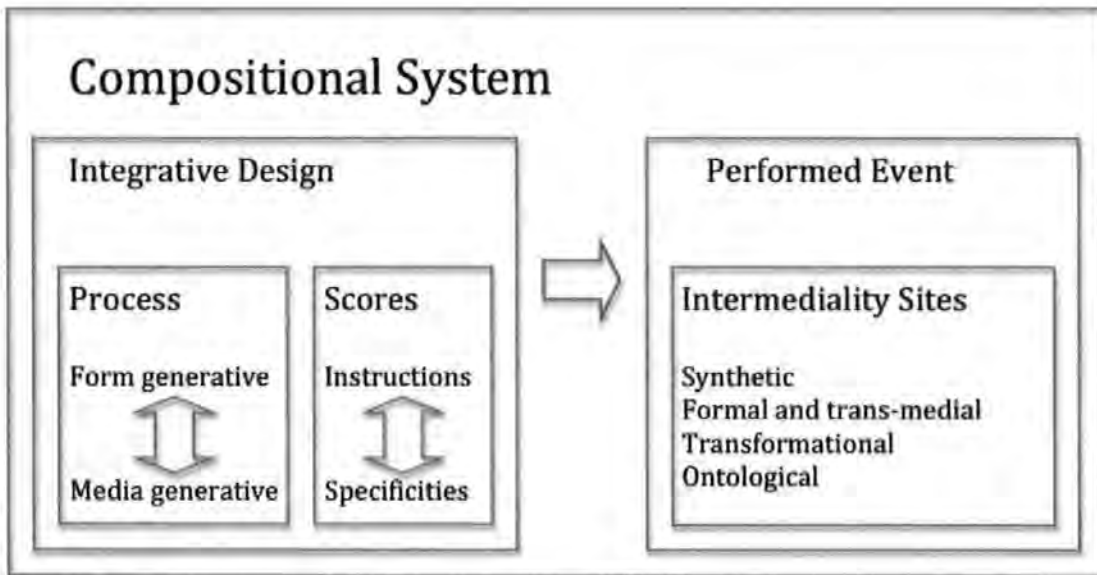 Compositional System
Integrative Design
Process
Form generative
Media generative
Scores
Instructions
Specificities
Performed Event
Intermediality Sites
Synthetic
Formal and trans-medial
Transformational
Ontological